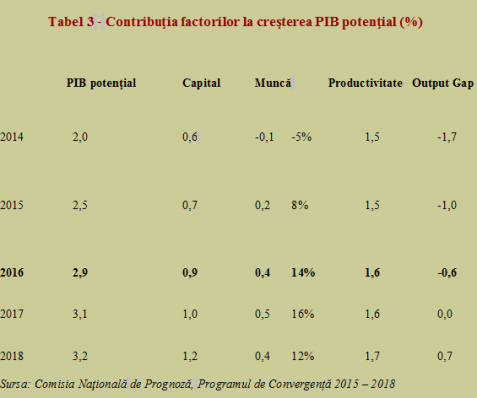 Tabel 3 - Contribuția factorilor la creșterea PIB potențial (%)
PIB potențial Capital Muncă Productivitate Output Gap
2014 2,0 0,6 -0,1 -5% 1,5 -1,7
2015 2,5 0,7 0,2 8% 1,5 -1,0
2016 2,9 0,9 0,4 14% 1,6 -0,6
2017 3,1 1,0 0,5 16% 1,6 0,0
2018 3,2 1,2 0,4 12% 1,7 0,7
Sursa: Comisia Națională de Prognoză, Programul de Convergență 2015 – 2018